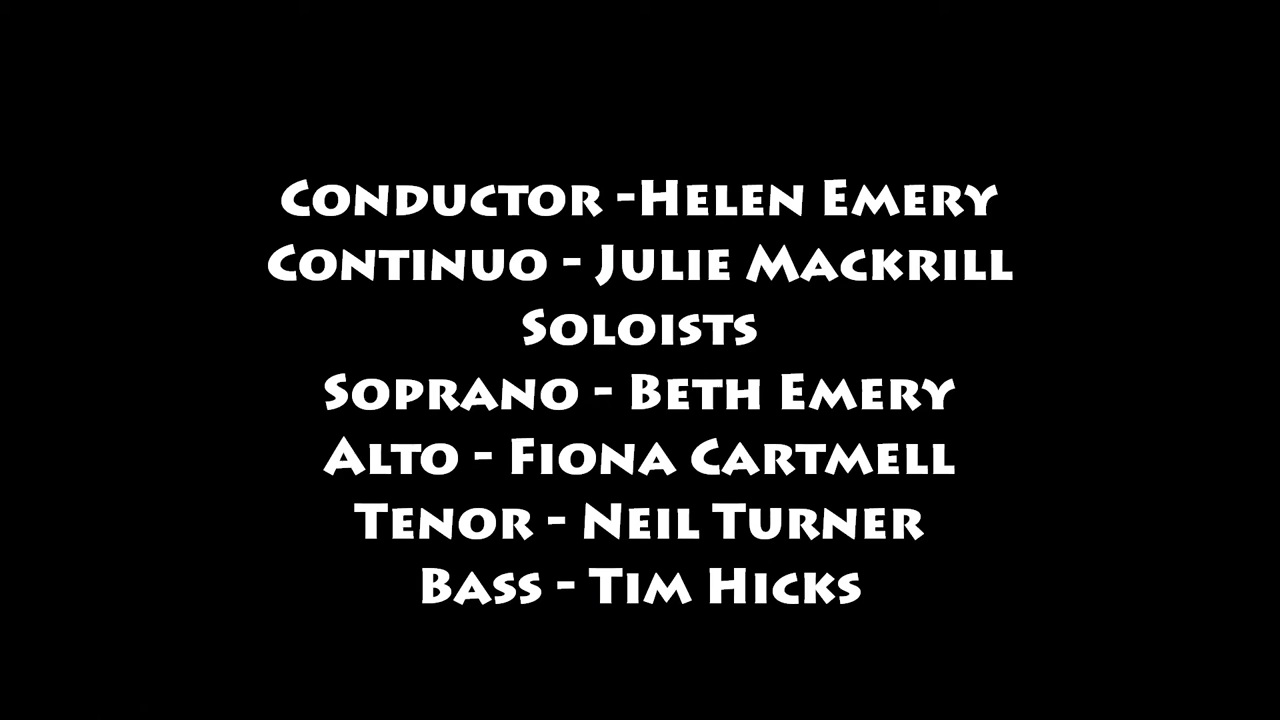 Conductor -Helen Emery
Continuo - Julie Mackrill
Soloists
Soprano - Beth Emery
Alto - Fiona Cartmell
Tenor - Neil Turner
Bass - Tim Hicks